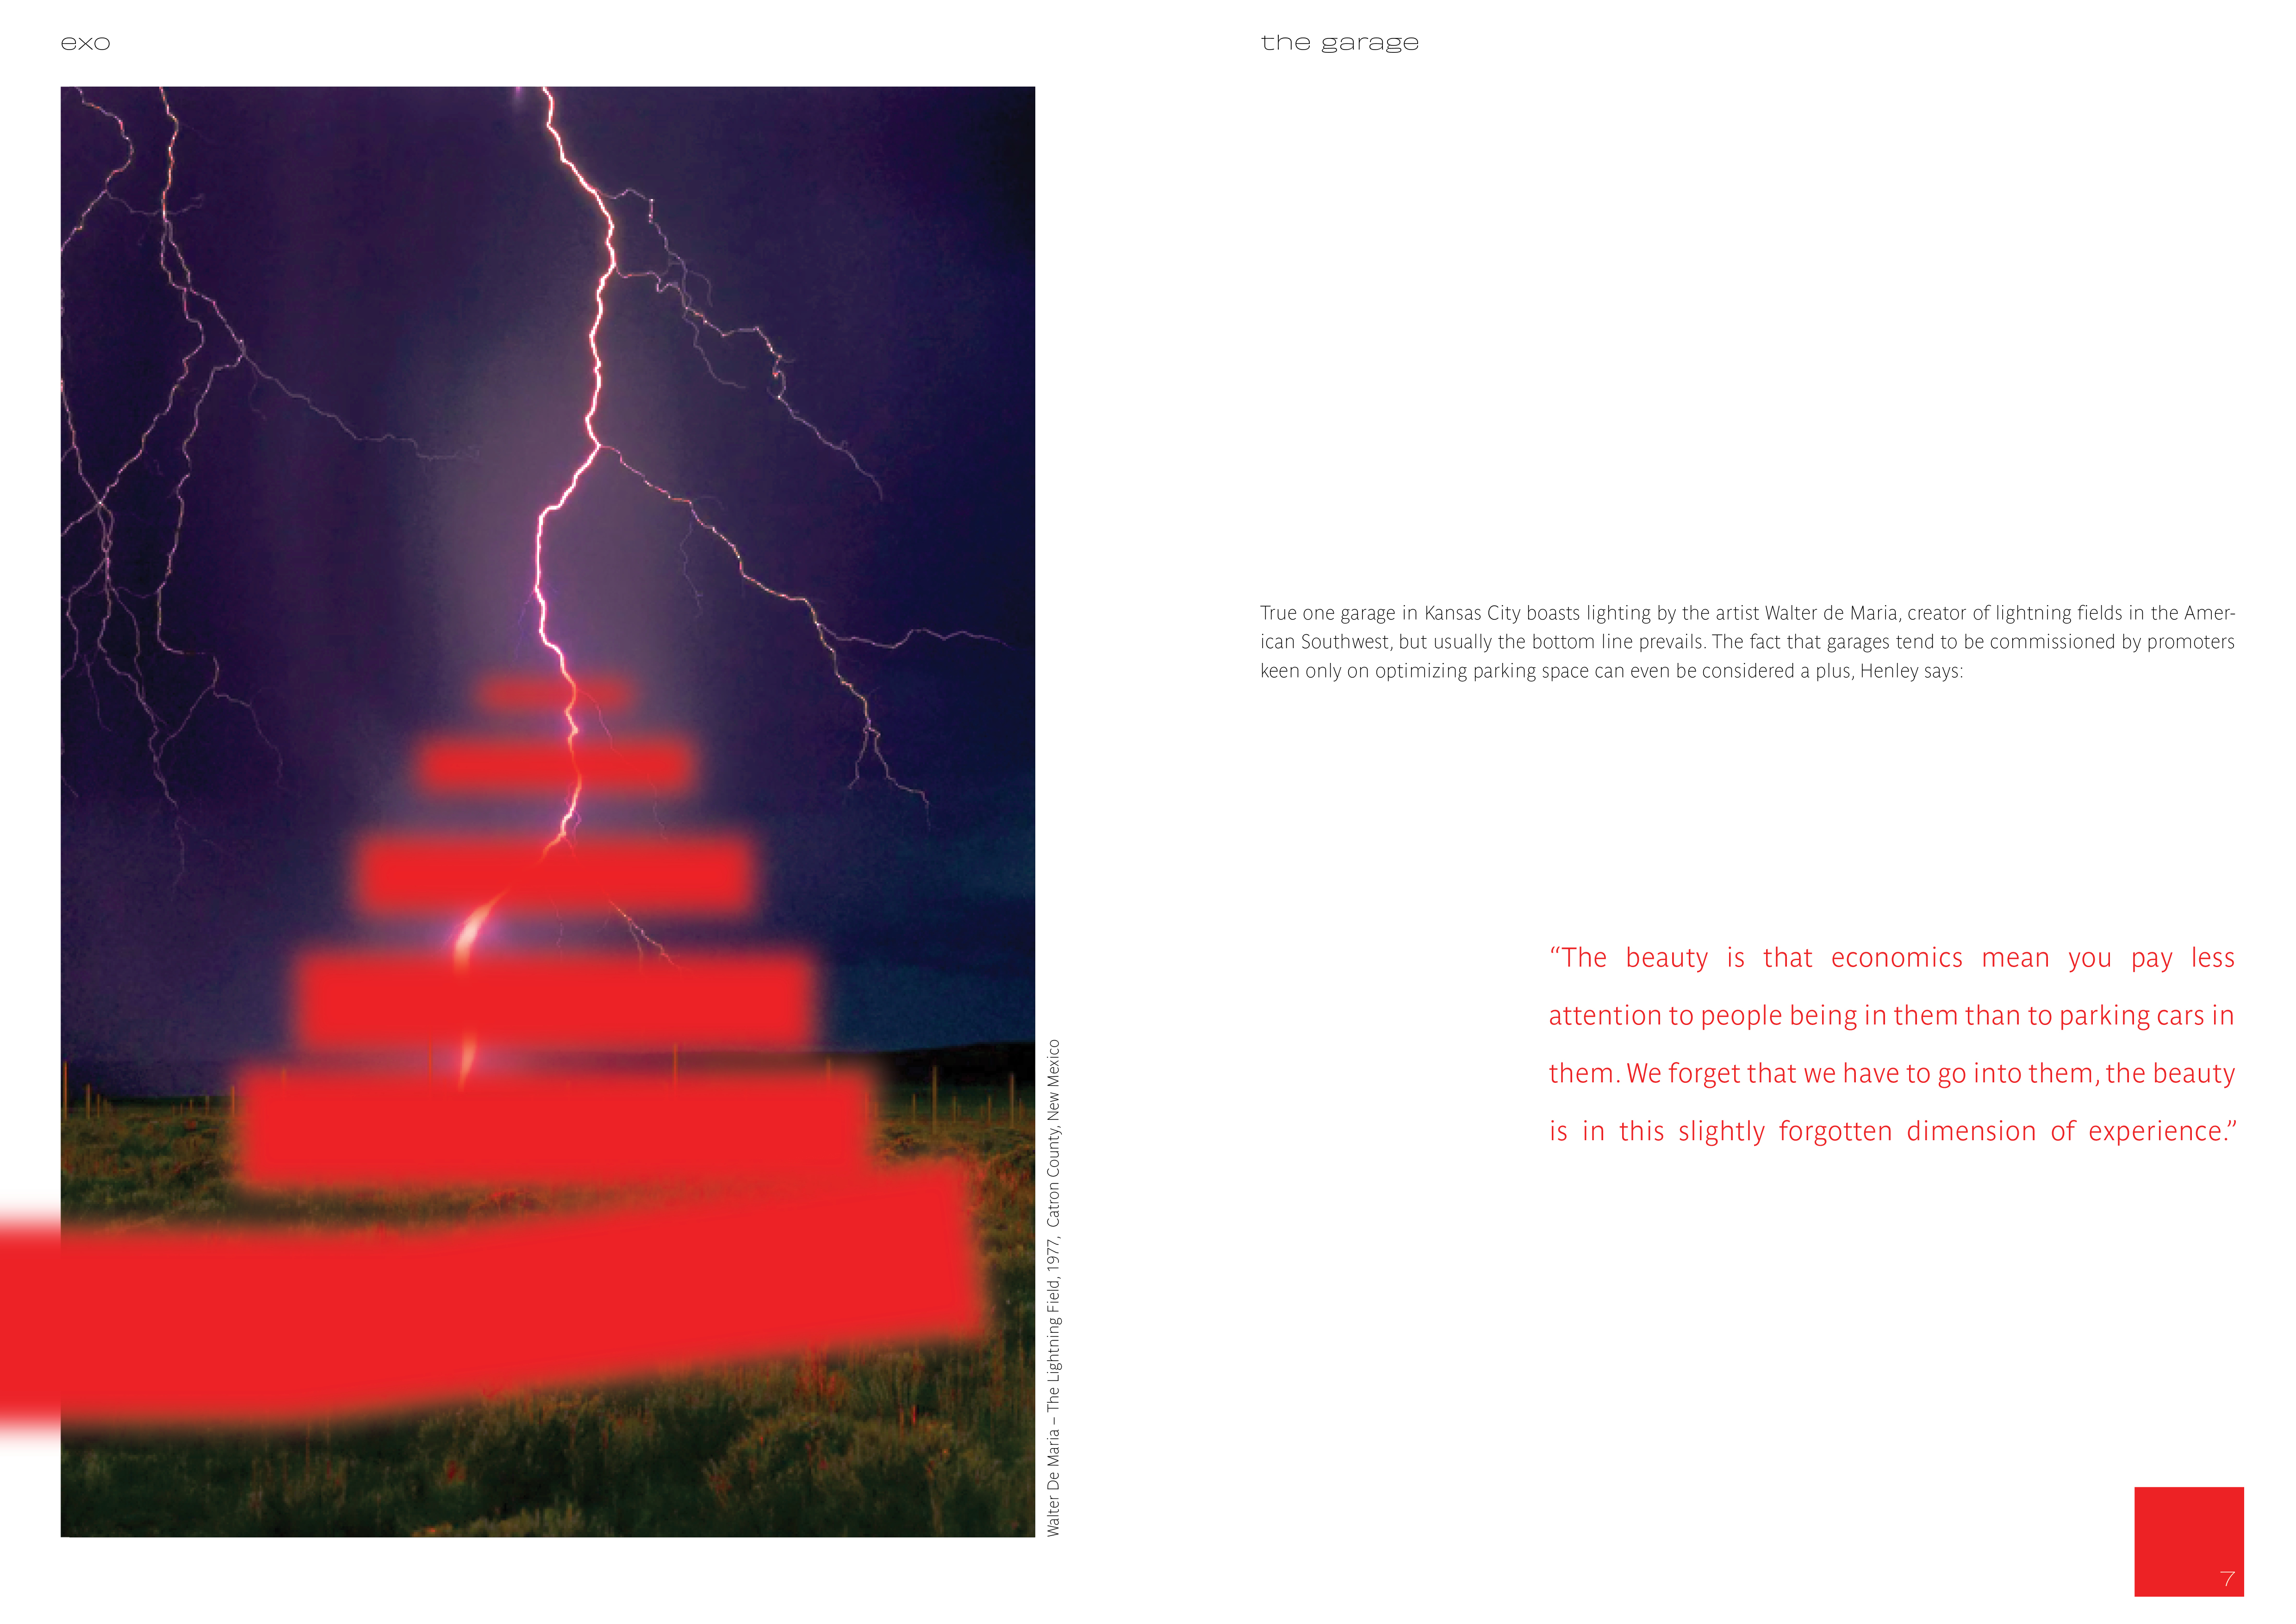 exo
the garage
Walter De Maria – The Lightning Field, 1977, Catron County, New Mexico
True one garage in Kansas City boasts lighting by the artist Walter de Maria, creator of lightning fields in the Amer-
ican Southwest, but usually the bottom line prevails. The fact that garages tend to be commissioned by promoters
keen only on optimizing parking space can even be considered a plus, Henley says:
“The beauty is that economics mean you pay less
attention to people being in them than to parking cars in
them. We forget that we have to go into them, the beauty
is in this slightly forgotten dimension of experience.”
7